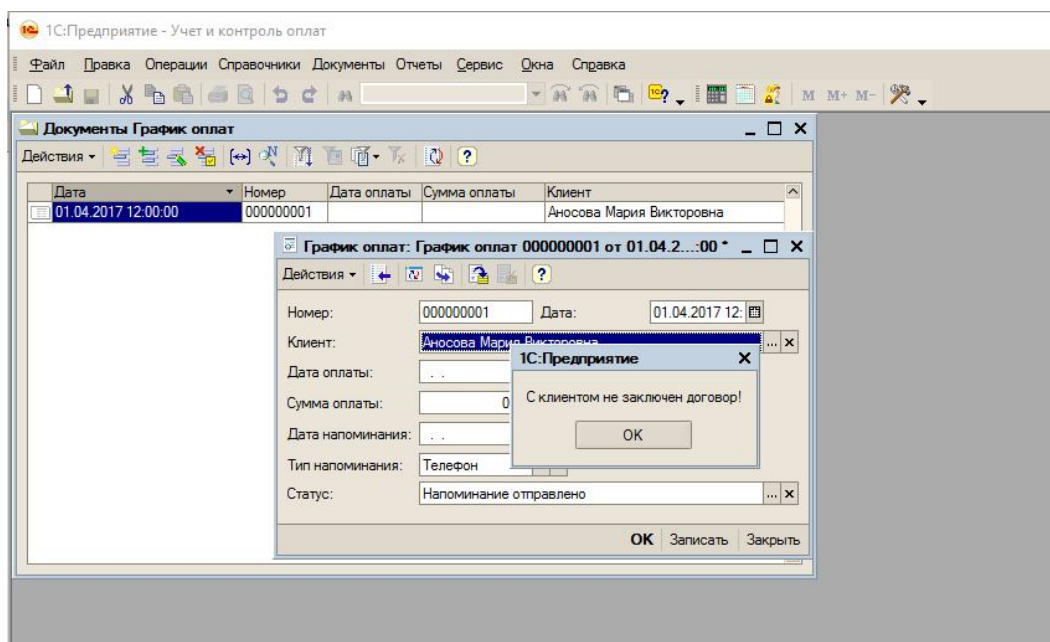 1С:Предприятие - Учет и контроль оплат
Файл Правка Операции Справочники Документы Отчеты Сервис Окна Справка
M M+ M-
Документы График оплат
Действия
Дата Номер Дата оплаты Сумма оплаты Клиент
01.04.2017 12:00:00 000000001 Аносова Мария Викторовна
График оплат: График оплат 000000001 от 01.04.2...:00 *
Действия
Номер: 000000001 Дата: 01.04.2017 12:
Клиент: Аносова Мария Викторовна ... x
1С:Предприятие
Дата оплаты: . .
С клиентом не заключен договор!
Сумма оплаты: 0
Дата напоминания: . .
OK
Тип напоминания: Телефон
Статус: Напоминание отправлено ... x
OK Записать Закрыть